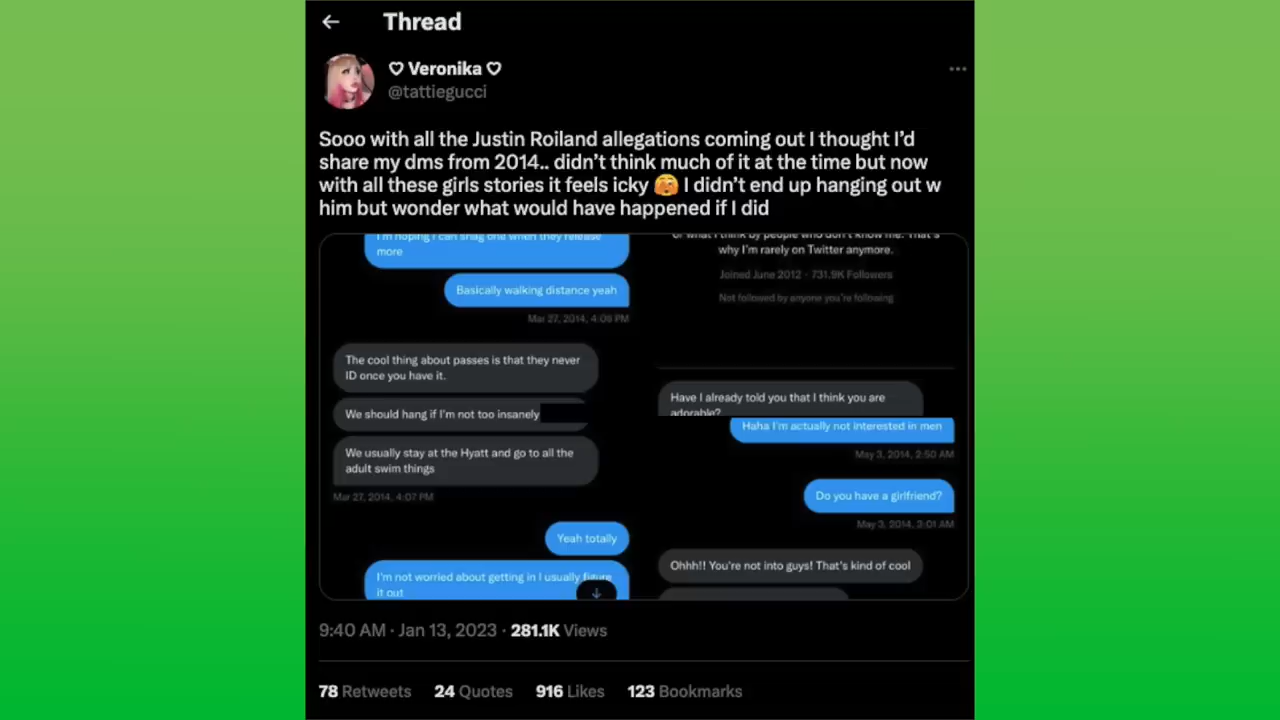 Thread
♡ Veronika ♡
@tattiegucci
Sooo with all the Justin Roiland allegations coming out I thought I'd
share my dms from 2014.. didn't think much of it at the time but now
with all these girls stories it feels icky 🫣 I didn't end up hanging out w
him but wonder what would have happened if I did
I'm hoping I can snag one when they release
more
Basically walking distance yeah
Mar 27, 2014, 4:06 PM
The cool thing about passes is that they never
ID once you have it.
We should hang if I'm not too insanely
We usually stay at the Hyatt and go to all the
adult swim things
Mar 27, 2014, 4:07 PM
Yeah totally
I'm not worried about getting in I usually figure
it out
or what I think by people who don't know me. That's
why I'm rarely on Twitter anymore.
Joined June 2012 · 731.9K Followers
Not followed by anyone you're following
Have I already told you that I think you are
adorable?
Haha I'm actually not interested in men
May 3, 2014, 2:50 AM
Do you have a girlfriend?
May 3, 2014, 3:01 AM
Ohhh!! You're not into guys! That's kind of cool
9:40 AM · Jan 13, 2023 · 281.1K Views
78 Retweets 24 Quotes 916 Likes 123 Bookmarks